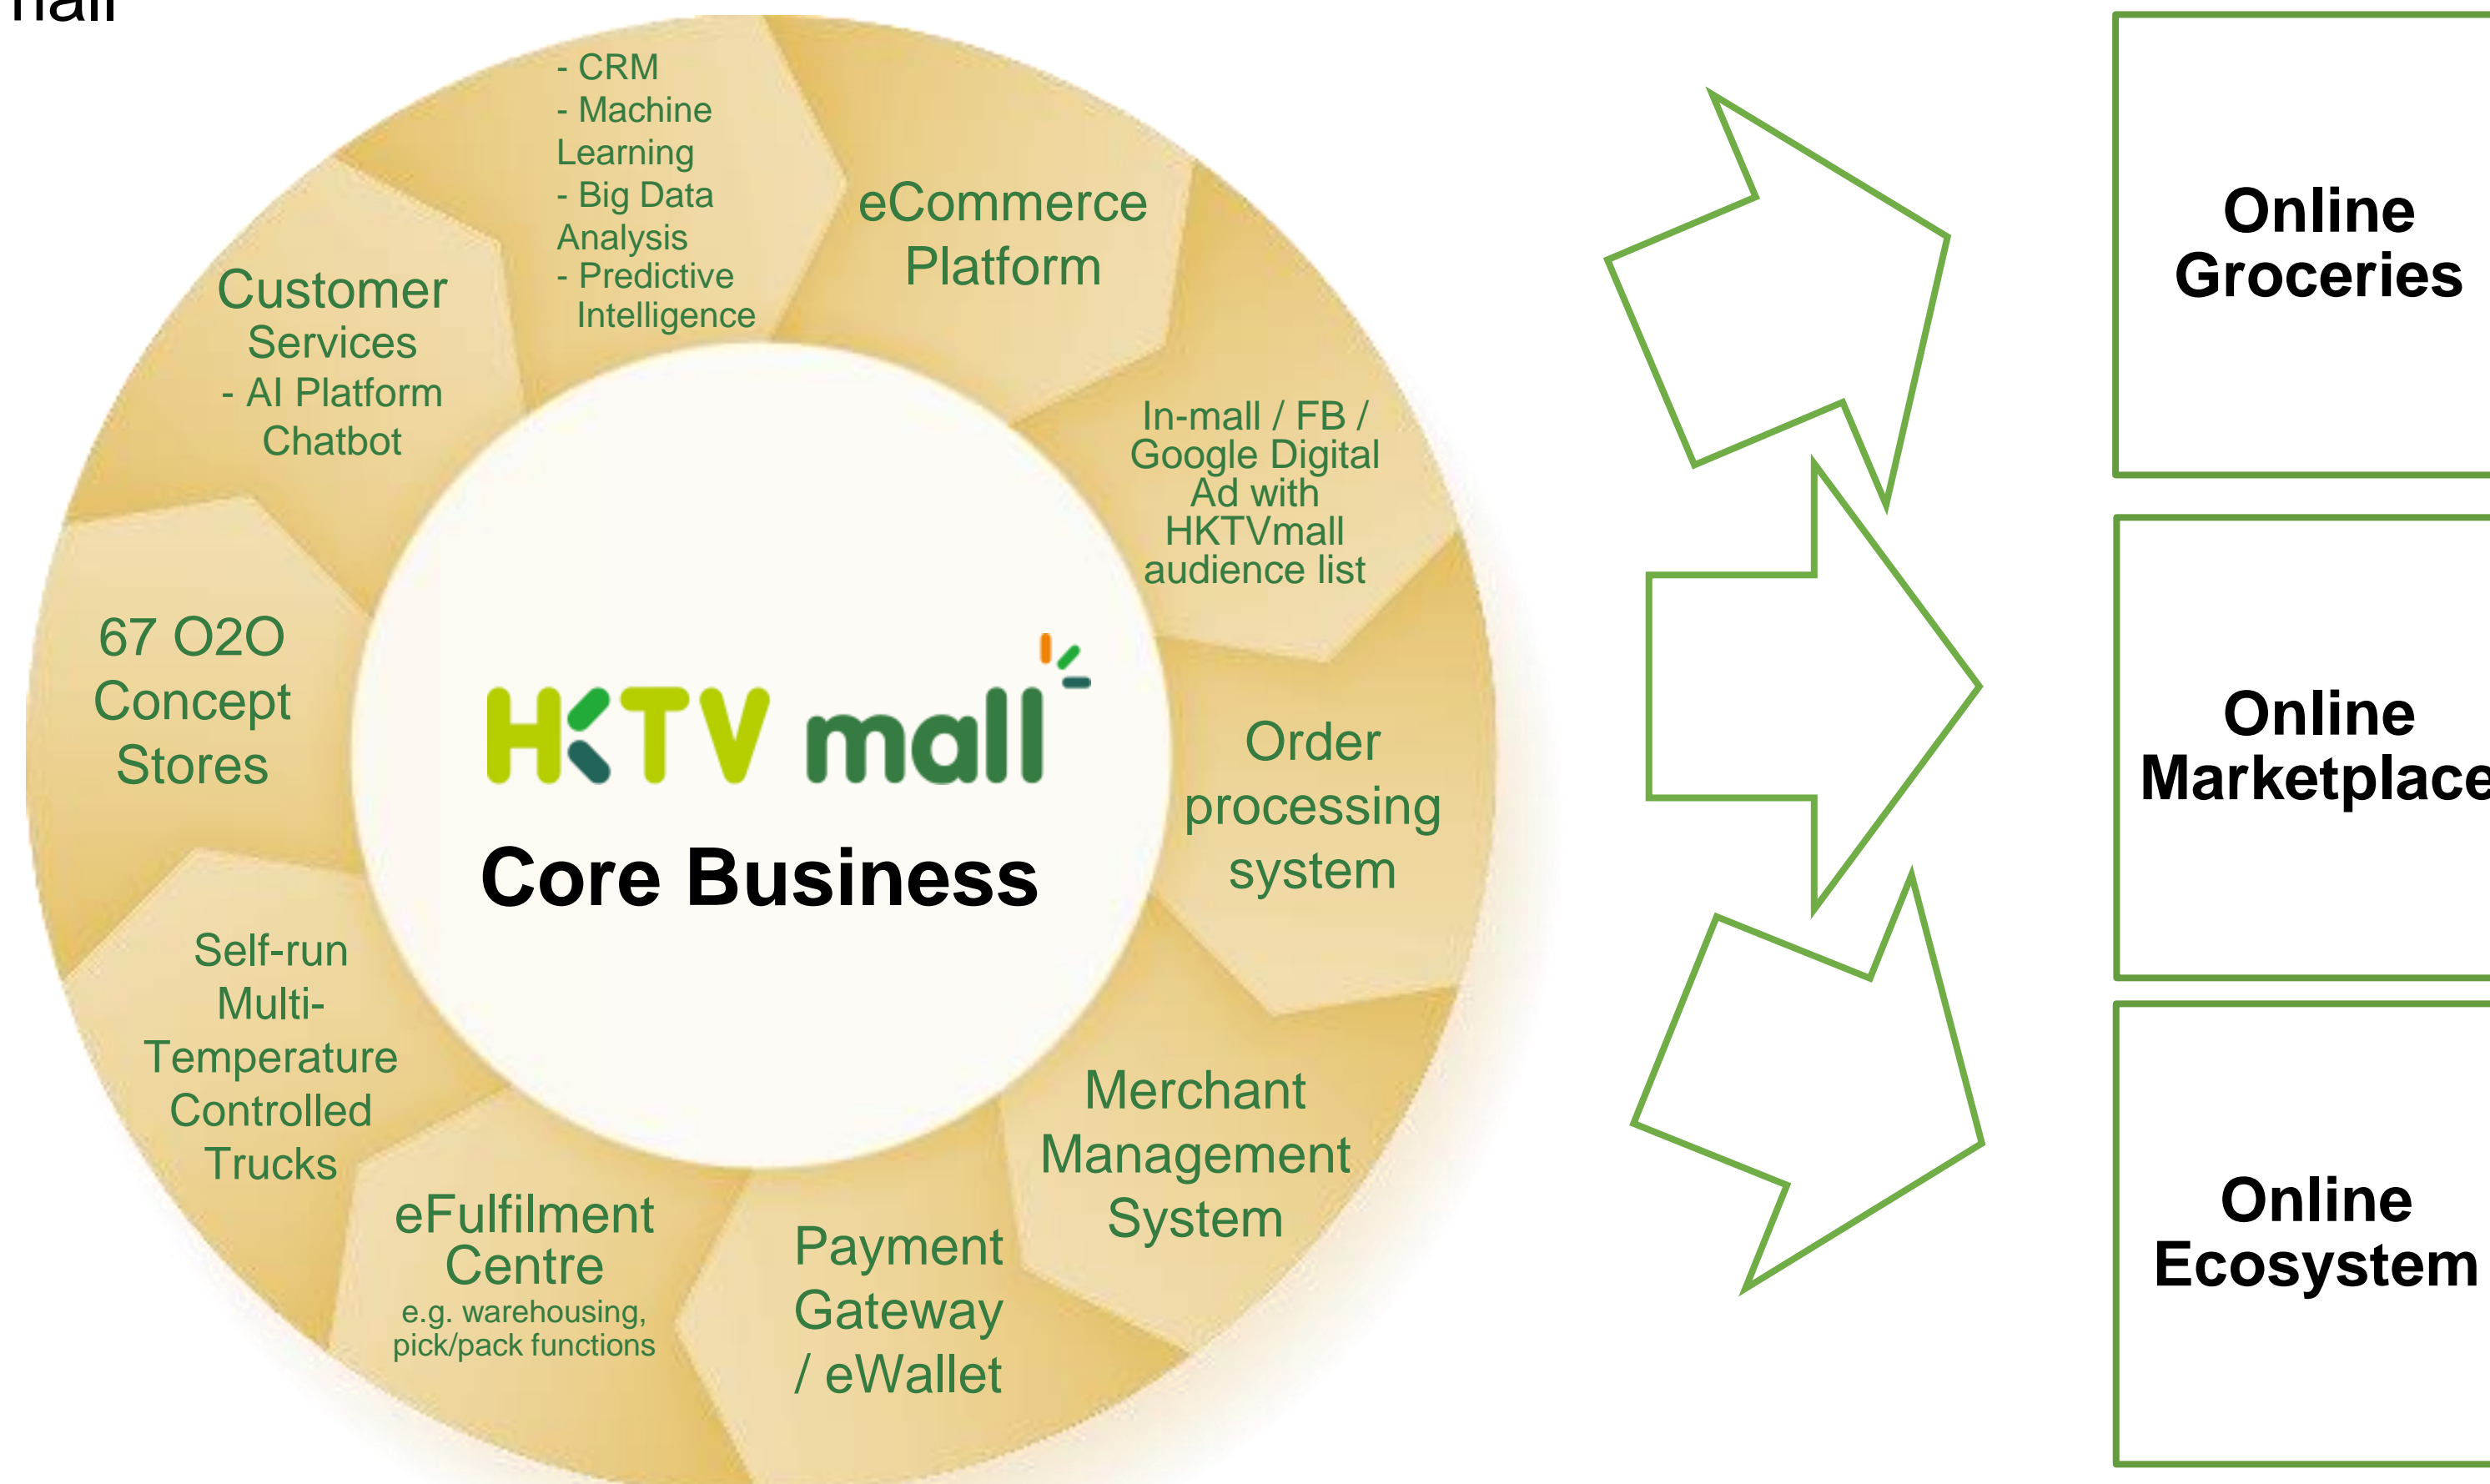 - CRM
- Machine
Learning
- Big Data
Analysis
- Predictive
Intelligence
eCommerce
Platform
In-mall / FB /
Google Digital
Ad with
HKTVmall
audience list
Order
processing
system
Merchant
Management
System
Payment
Gateway
/ eWallet
eFulfilment
Centre
e.g. warehousing,
pick/pack functions
Self-run
Multi-
Temperature
Controlled
Trucks
67 O2O
Concept
Stores
Customer
Services
- AI Platform
Chatbot
HKTV mall
Core Business
Online
Groceries
Online
Marketplace
Online
Ecosystem